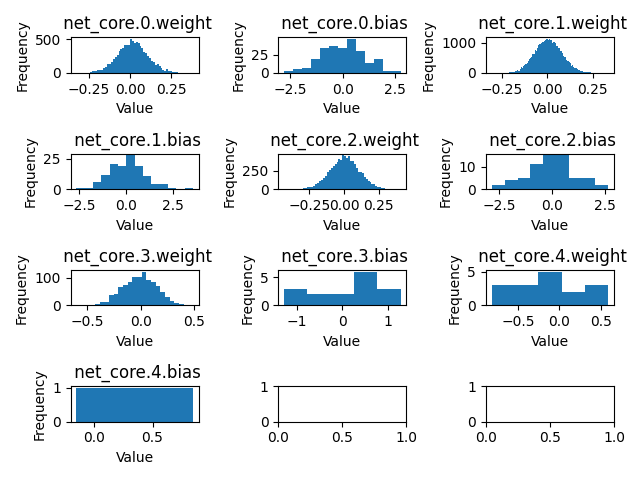 net_core.0.weight
net_core.0.bias
net_core.1.weight
Frequency
500
0
−0.25 0.00 0.25
Value
Frequency
25
0
−2.5 0.0 2.5
Value
Frequency
1000
0
−0.25 0.00 0.25
Value
net_core.1.bias
net_core.2.weight
net_core.2.bias
Frequency
25
0
−2.5 0.0 2.5
Value
Frequency
250
0
−0.25 0.00 0.25
Value
Frequency
10
0
−2.5 0.0 2.5
Value
net_core.3.weight
net_core.3.bias
net_core.4.weight
Frequency
100
0
−0.5 0.0 0.5
Value
Frequency
5
0
−1 0 1
Value
Frequency
5
0
−0.5 0.0 0.5
Value
net_core.4.bias
Frequency
1
0
0.0 0.5
Value
1
0
0.0 0.5 1.0
1
0
0.0 0.5 1.0